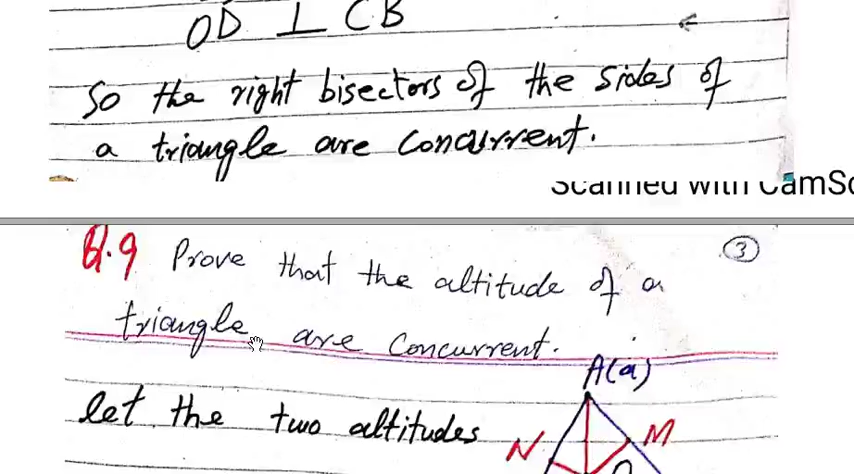 OD ⊥ CB
So the right bisectors of the sides of
a triangle are concurrent.
Scanned with CamSc
Q.9 Prove that the altitude of a
3
triangle are concurrent.
A(a)
let the two altitudes
N
M
O